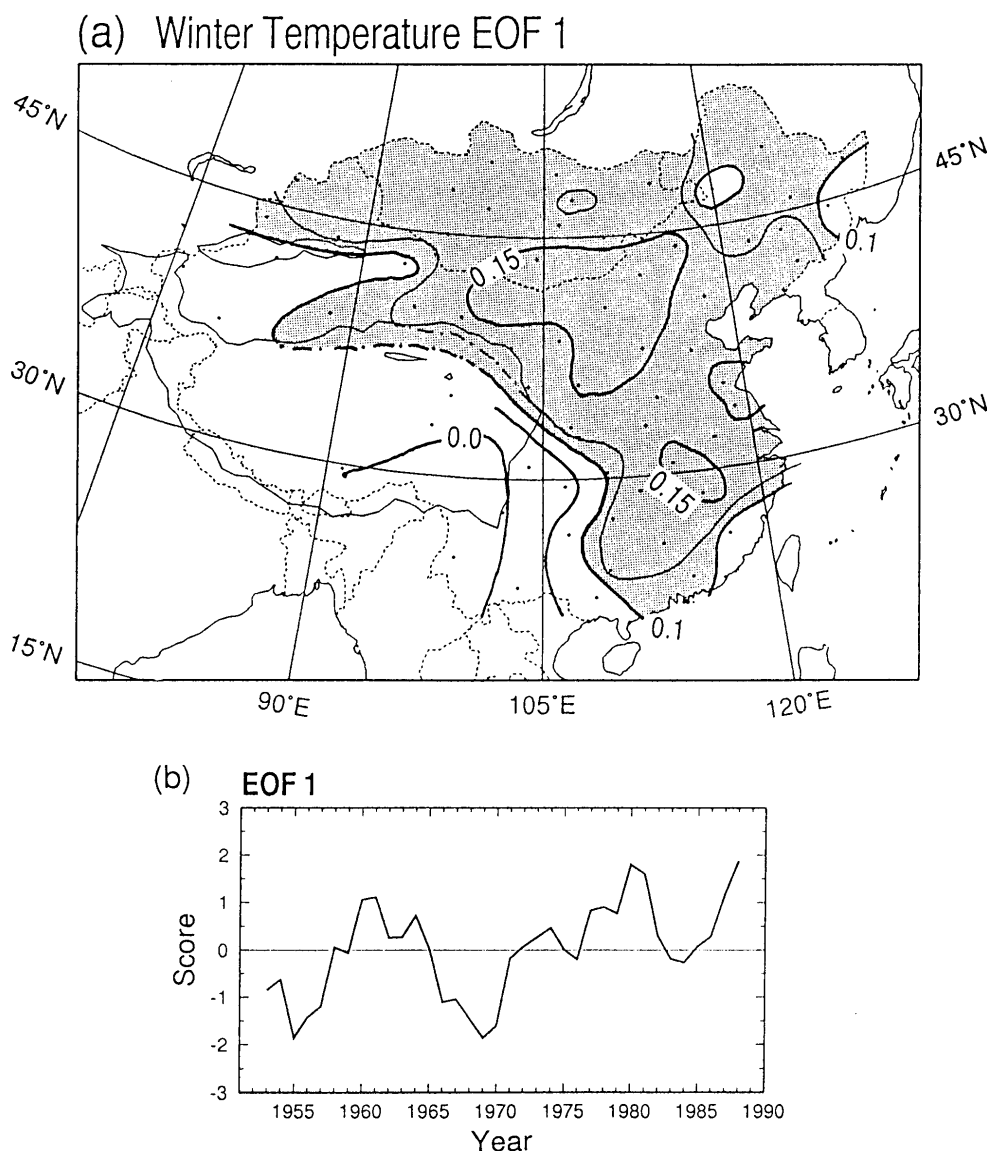 (a) Winter Temperature EOF 1
45°N
45°N
0.1
0.15
30°N
30°N
0.0
0.15
0.1
15°N
90°E
105°E
120°E
(b) EOF 1
3
2
1
0
-1
-2
-3
Score
1955 1960 1965 1970 1975 1980 1985 1990
Year